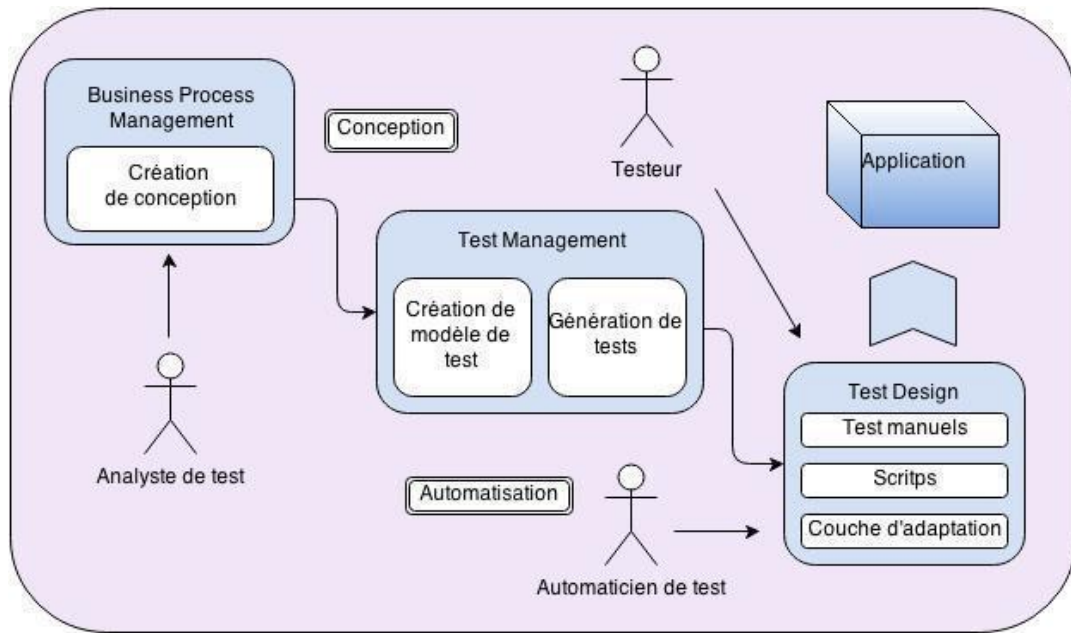 Business Process
Management
Création
de conception
Conception
Testeur
Application
Test Management
Création de
modèle de
test
Génération de
tests
Analyste de test
Test Design
Test manuels
Scritps
Couche d'adaptation
Automatisation
Automaticien de test